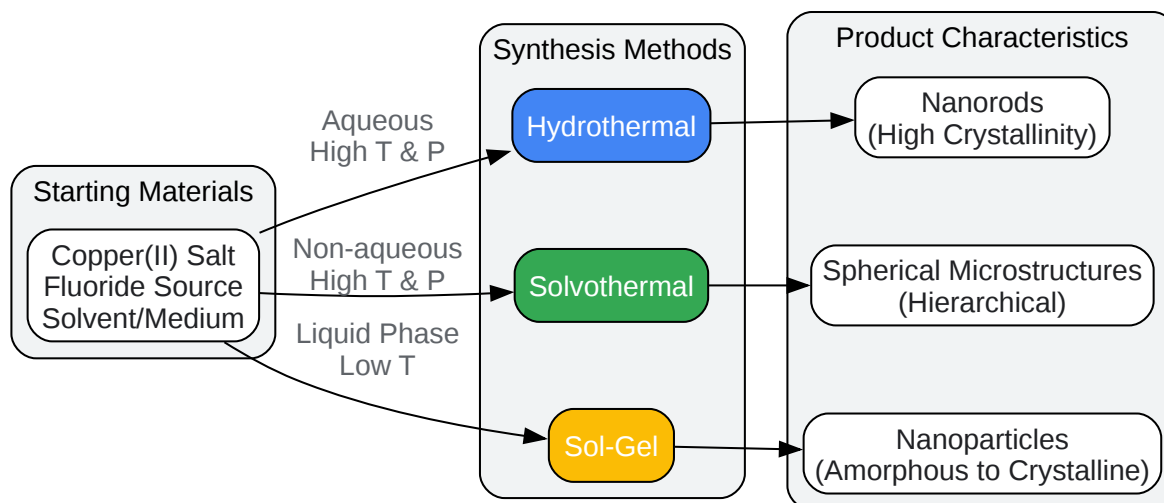 Starting Materials
Copper(II) Salt
Fluoride Source
Solvent/Medium
Aqueous
High T & P
Non-aqueous
High T & P
Liquid Phase
Low T
Synthesis Methods
Hydrothermal
Solvothermal
Sol-Gel
Product Characteristics
Nanorods
(High Crystallinity)
Spherical Microstructures
(Hierarchical)
Nanoparticles
(Amorphous to Crystalline)